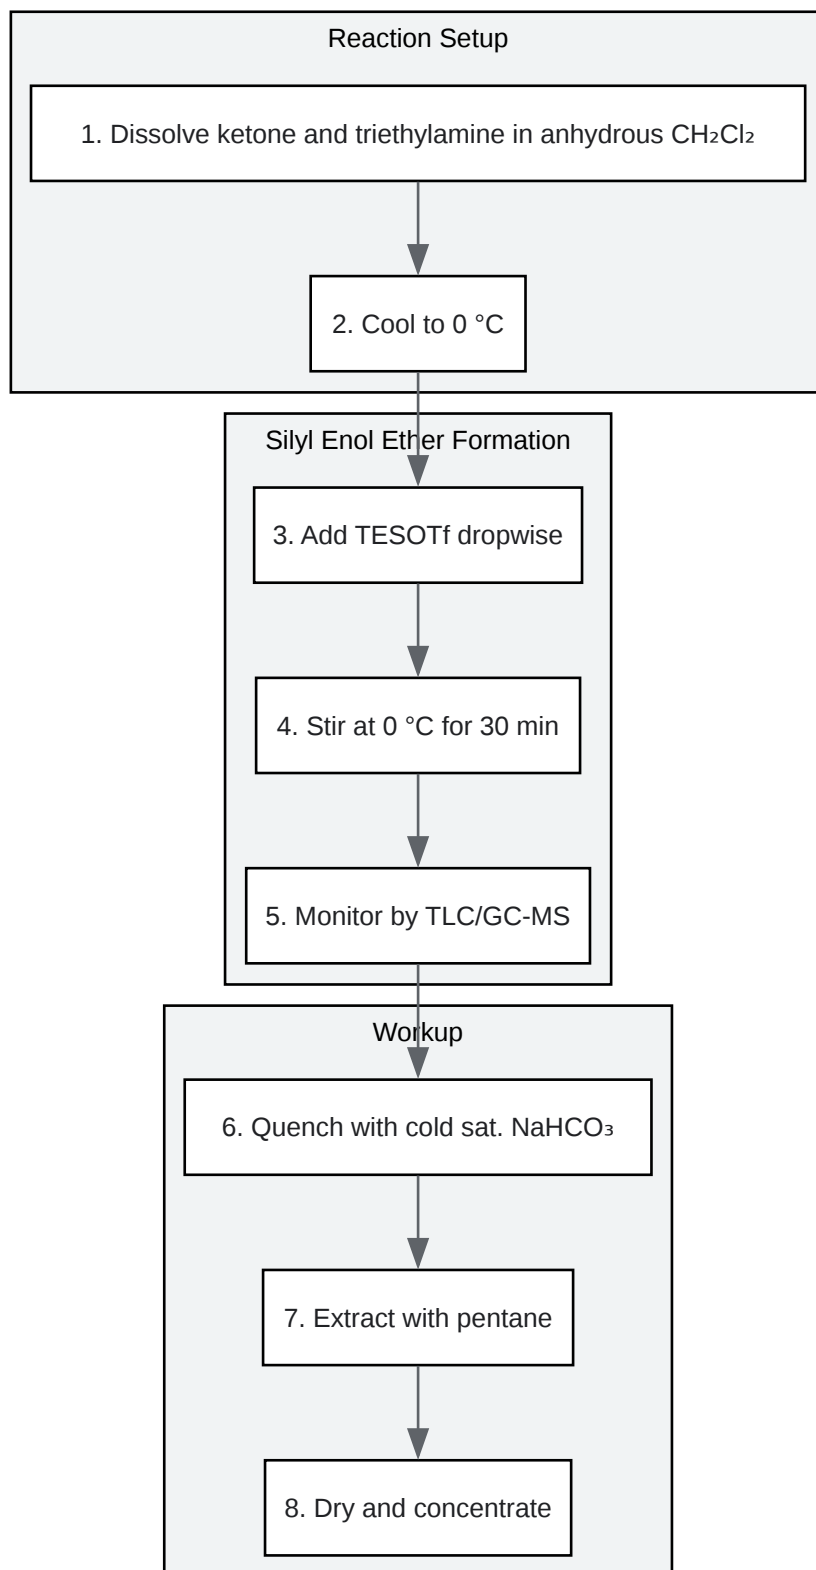 Reaction Setup
1. Dissolve ketone and triethylamine in anhydrous CH₂Cl₂
2. Cool to 0 °C
Silyl Enol Ether Formation
3. Add TESOTf dropwise
4. Stir at 0 °C for 30 min
5. Monitor by TLC/GC-MS
Workup
6. Quench with cold sat. NaHCO₃
7. Extract with pentane
8. Dry and concentrate